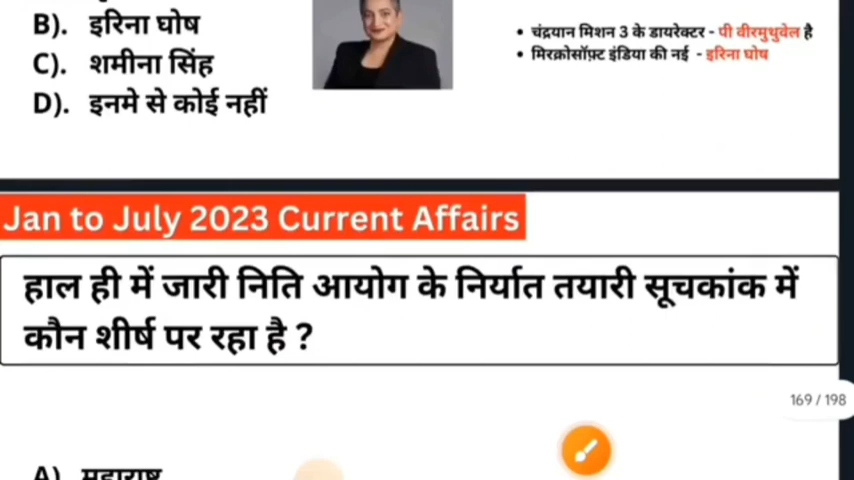 B). इरिना घोष
C). शमीना सिंह
D). इनमे से कोई नहीं
• चंद्रयान मिशन 3 के डायरेक्टर - पी वीरमुथुवेल है
• मिरक्रोसॉफ़्ट इंडिया की नई - इरिना घोष
Jan to July 2023 Current Affairs
हाल ही में जारी निति आयोग के निर्यात तयारी सूचकांक में
कौन शीर्ष पर रहा है ?
169 / 198
A) महाराष्ट्र